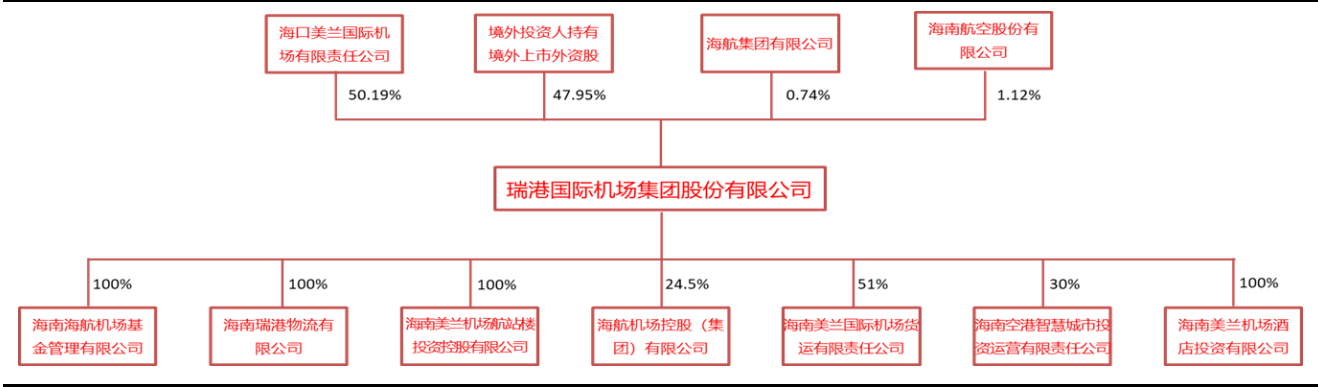 海口美兰国际机
场有限责任公司
境外投资人持有
境外上市外资股
海航集团有限公司
海南航空股份有
限公司
50.19%
47.95%
0.74%
1.12%
瑞港国际机场集团股份有限公司
100%
100%
100%
24.5%
51%
30%
100%
海南海航机场基
金管理有限公司
海南瑞港物流有
限公司
海南美兰机场航站楼
投资控股有限公司
海航机场控股（集
团）有限公司
海南美兰国际机场货
运有限责任公司
海南空港智慧城市投
资运营有限责任公司
海南美兰机场酒
店投资有限公司